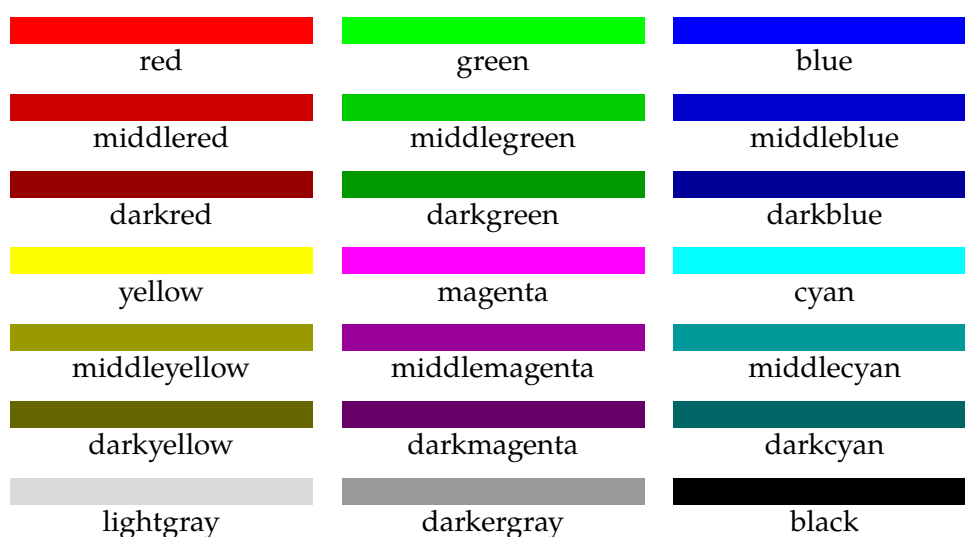 red green blue
middlered middlegreen middleblue
darkred darkgreen darkblue
yellow magenta cyan
middleyellow middlemagenta middlecyan
darkyellow darkmagenta darkcyan
lightgray darkergray black